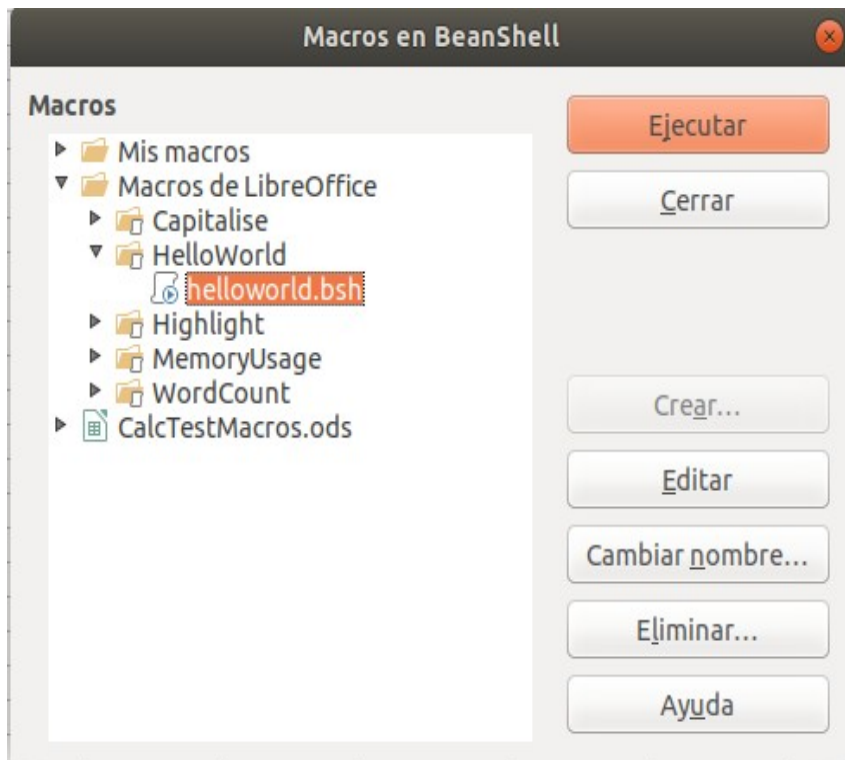 Macros en BeanShell
Macros
Mis macros
Macros de LibreOffice
Capitalise
HelloWorld
helloworld.bsh
Highlight
MemoryUsage
WordCount
CalcTestMacros.ods
Ejecutar
Cerrar
Crear...
Editar
Cambiar nombre...
Eliminar...
Ayuda